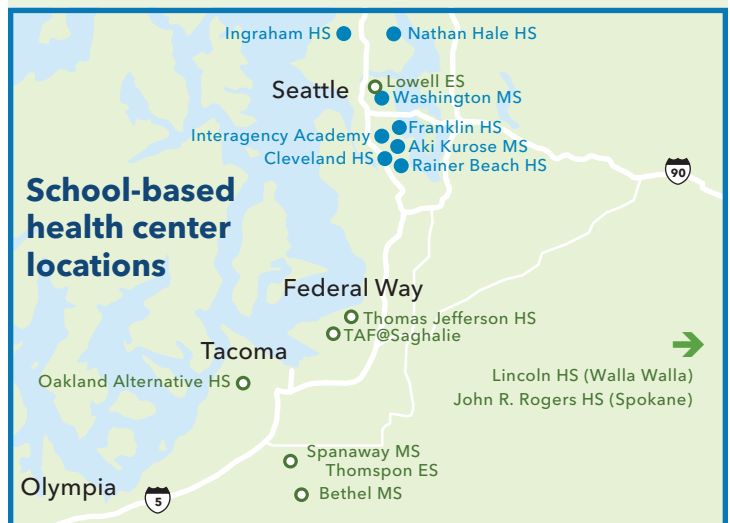 Ingraham HS
Nathan Hale HS
Lowell ES
Seattle
Washington MS
Franklin HS
Interagency Academy
Aki Kurose MS
Cleveland HS
Rainer Beach HS
90
School-based
health center
locations
Federal Way
Thomas Jefferson HS
TAF@Saghalie
Tacoma
Oakland Alternative HS
Lincoln HS (Walla Walla)
John R. Rogers HS (Spokane)
Spanaway MS
Thomspon ES
Olympia
5
Bethel MS